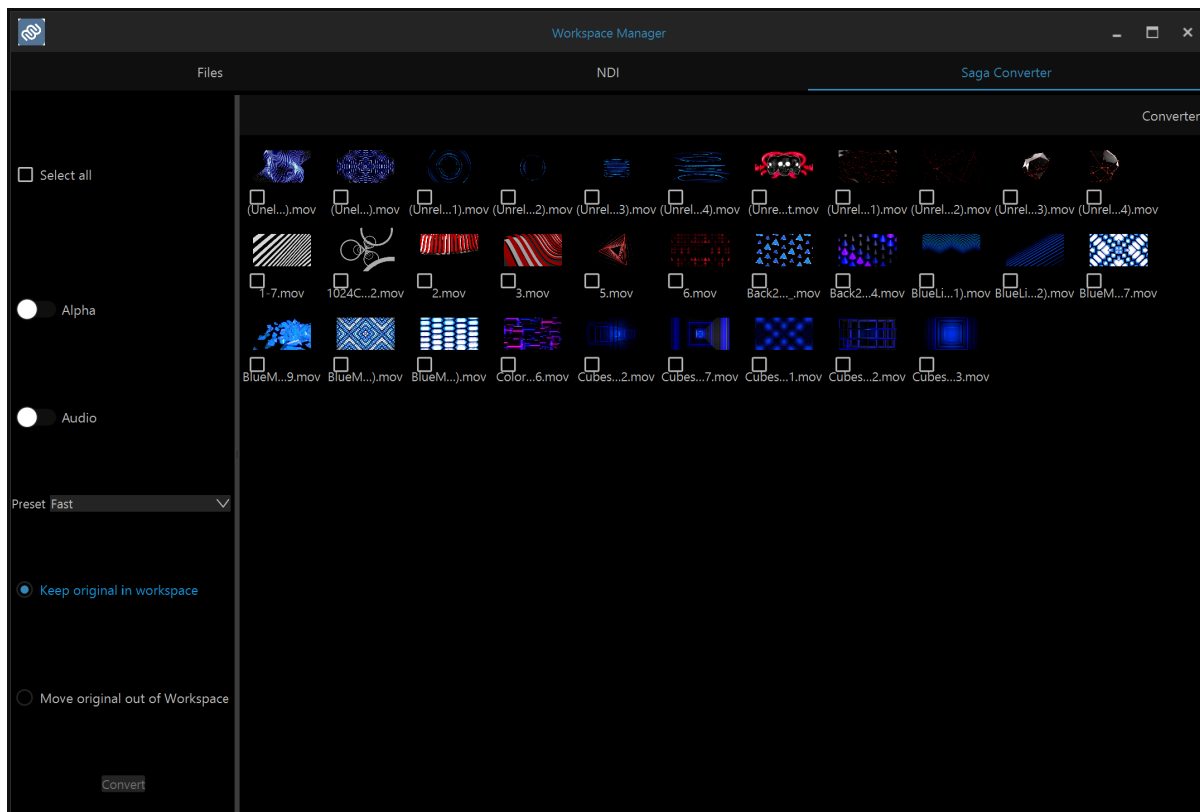 Workspace Manager
Files NDI Saga Converter
Converter
Select all
(Unel...).mov (Unel...).mov (Unrel...1).mov (Unrel...2).mov (Unrel...3).mov (Unrel...4).mov (Unre...t.mov (Unrel...1).mov (Unrel...2).mov (Unrel...3).mov (Unrel...4).mov
1-7.mov 1024C...2.mov 2.mov 3.mov 5.mov 6.mov Back2..._.mov Back2...4.mov BlueLi...1).mov BlueLi...2).mov BlueM...7.mov
Alpha
BlueM...9.mov BlueM...).mov BlueM...).mov Color...6.mov Cubes...2.mov Cubes...7.mov Cubes...1.mov Cubes...2.mov Cubes...3.mov
Audio
Preset Fast
Keep original in workspace
Move original out of Workspace
Convert